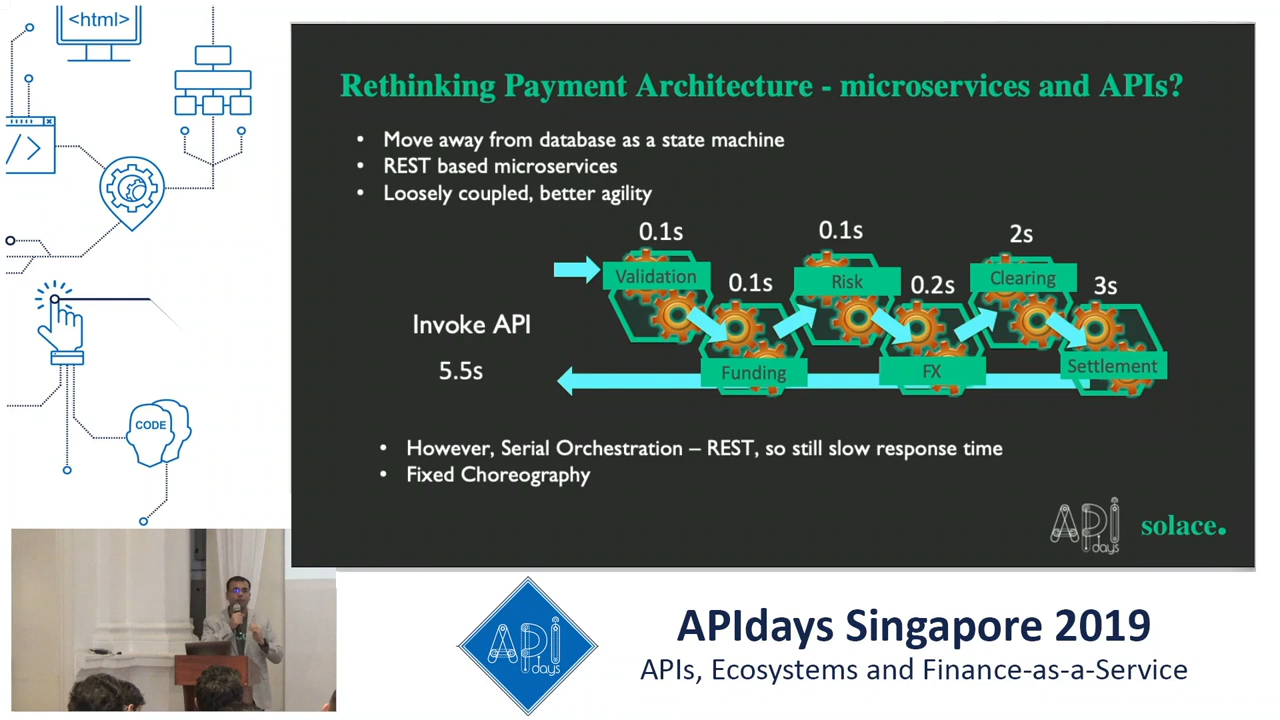 <html>
</>
CODE
Rethinking Payment Architecture - microservices and APIs?
• Move away from database as a state machine
• REST based microservices
• Loosely coupled, better agility
0.1s
0.1s
2s
Validation
0.1s
Risk
0.2s
Clearing
3s
Invoke API
5.5s
Funding
FX
Settlement
• However, Serial Orchestration – REST, so still slow response time
• Fixed Choreography
API
days
solace.
API
days
APIdays Singapore 2019
APIs, Ecosystems and Finance-as-a-Service